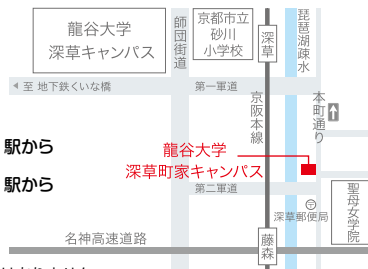 龍谷大学
深草キャンパス
師団街道
京都市立
砂川
小学校
深草
琵琶湖疎水
至 地下鉄くいな橋
第一軍道
京阪本線
本町通り
駅から
龍谷大学
深草町家キャンパス
駅から
第二軍道
聖母女学院
深草郵便局
名神高速道路
藤森